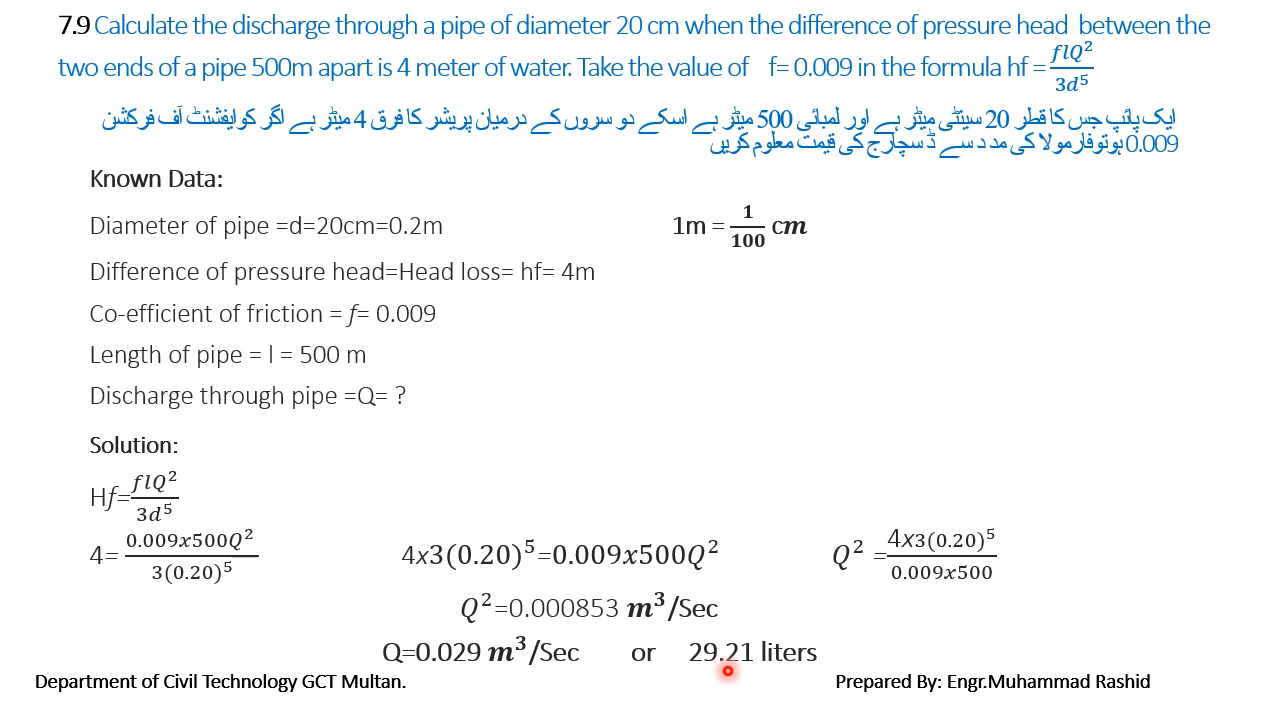 7.9 Calculate the discharge through a pipe of diameter 20 cm when the difference of pressure head between the
two ends of a pipe 500m apart is 4 meter of water. Take the value of f= 0.009 in the formula hf = flQ²/3d⁵
ایک پائپ جس کا قطر 20 سینٹی میٹر ہے اور لمبائی 500 میٹر ہے اسکے دو سروں کے درمیان پریشر کا فرق 4 میٹر ہے اگر کوایفشنٹ آف فرکشن
0.009 ہوتوفارمولا کی مدد سے ڈسچارج کی قیمت معلوم کریں
Known Data:
Diameter of pipe =d=20cm=0.2m 1m = 1/100 cm
Difference of pressure head=Head loss= hf= 4m
Co-efficient of friction = f= 0.009
Length of pipe = l = 500 m
Discharge through pipe =Q= ?
Solution:
Hf=flQ²/3d⁵
4= 0.009x500Q²/3(0.20)⁵ 4x3(0.20)⁵=0.009x500Q² Q² =4x3(0.20)⁵/0.009x500
Q²=0.000853 m³/Sec
Q=0.029 m³/Sec or 29.21 liters
Department of Civil Technology GCT Multan. Prepared By: Engr.Muhammad Rashid